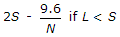 2S - 9.6/N if L < S